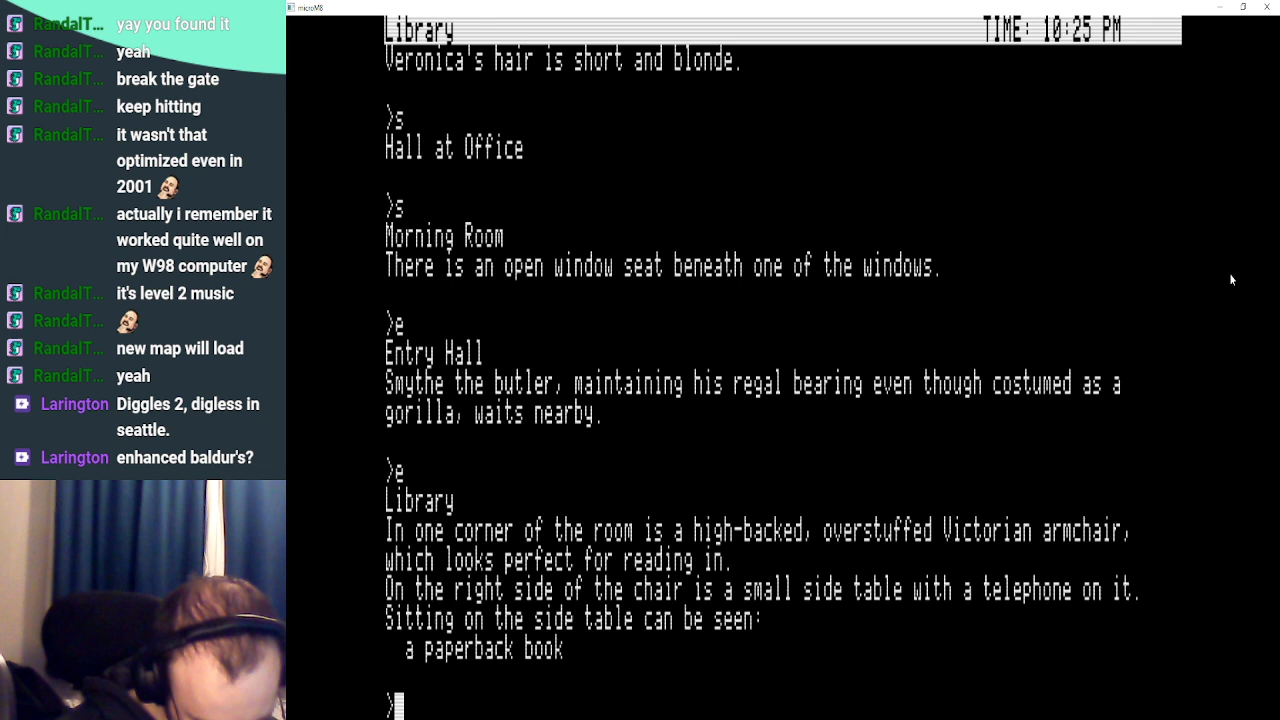 RandalT... yay you found it
RandalT... yeah
RandalT... break the gate
RandalT... keep hitting
RandalT... it wasn't that
optimized even in
2001
RandalT... actually i remember it
worked quite well on
my W98 computer
RandalT... it's level 2 music
RandalT...
RandalT... new map will load
RandalT... yeah
Larington Diggles 2, digless in
seattle.
Larington enhanced baldur's?
microM8
Library TIME: 10:25 PM
Veronica's hair is short and blonde.
>s
Hall at Office
>s
Morning Room
There is an open window seat beneath one of the windows.
>e
Entry Hall
Smythe the butler, maintaining his regal bearing even though costumed as a
gorilla, waits nearby.
>e
Library
In one corner of the room is a high-backed, overstuffed Victorian armchair,
which looks perfect for reading in.
On the right side of the chair is a small side table with a telephone on it.
Sitting on the side table can be seen:
a paperback book
>